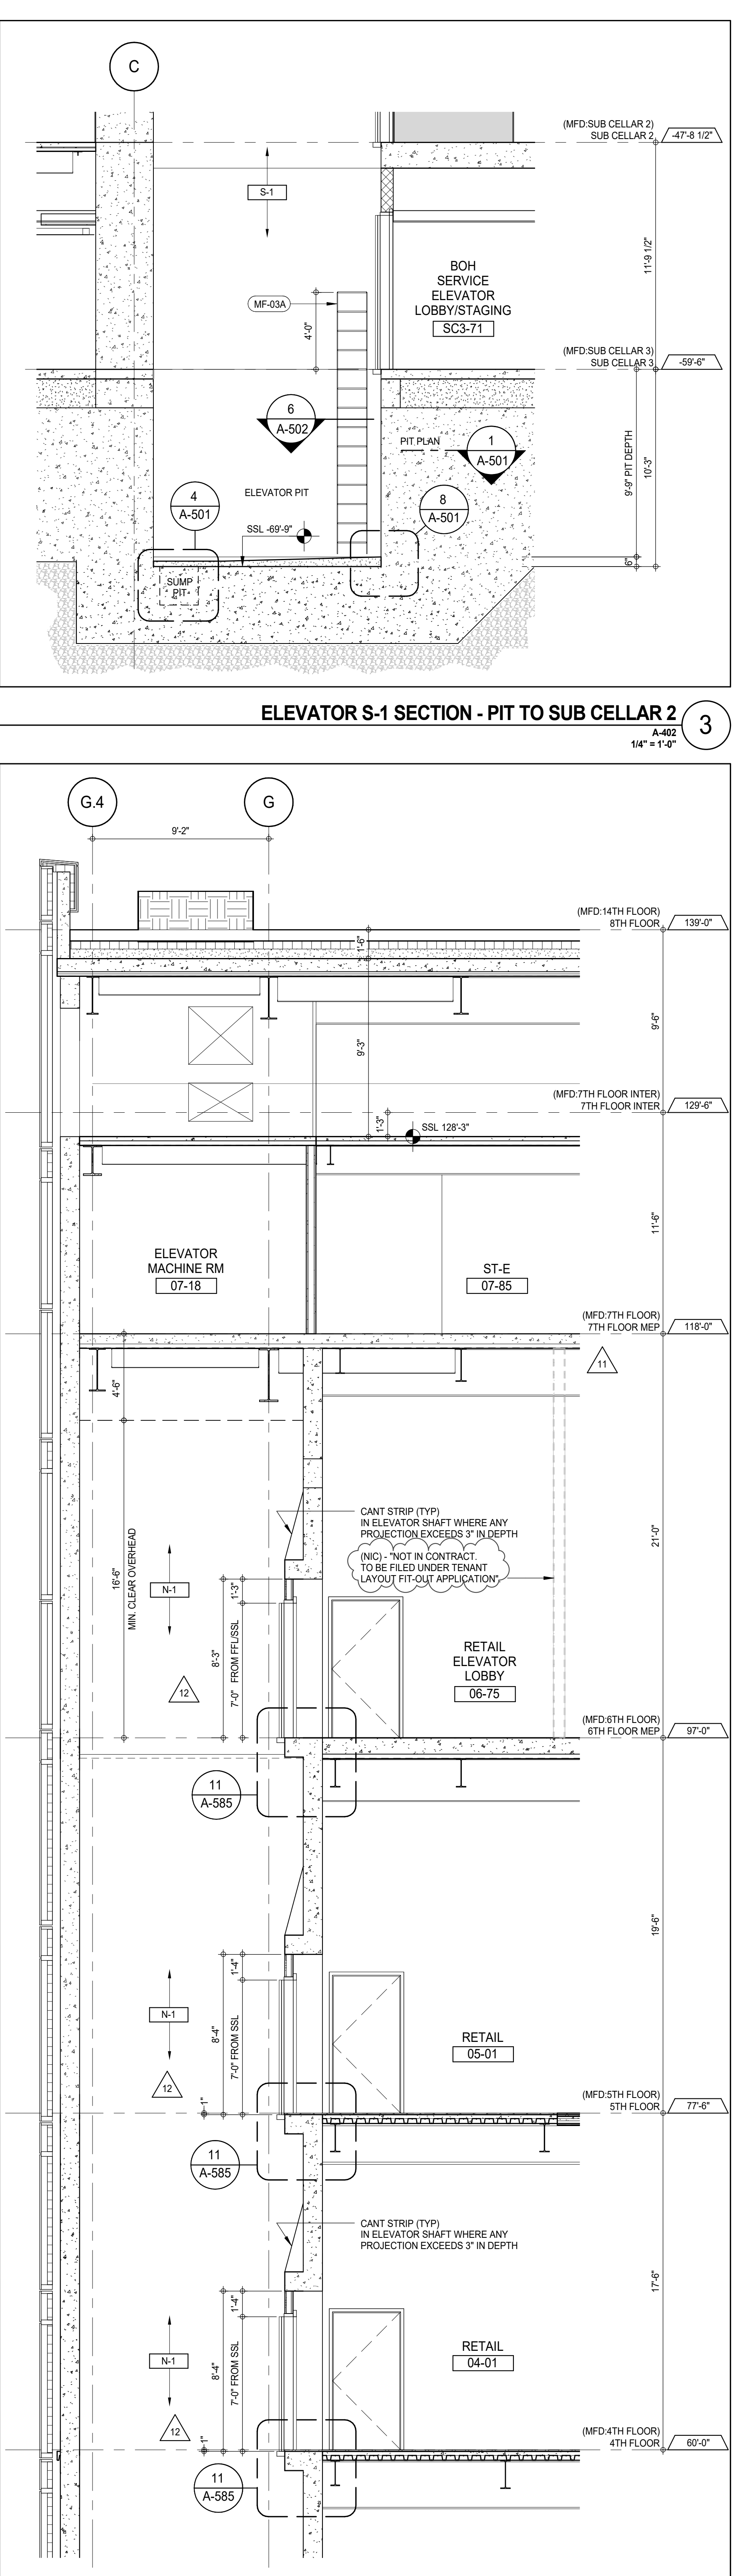 C
(MFD:SUB CELLAR 2)
SUB CELLAR 2
-47'-8 1/2"
S-1
11'-9 1/2"
BOH
SERVICE
ELEVATOR
LOBBY/STAGING
SC3-71
MF-03A
4'-0"
(MFD:SUB CELLAR 3)
SUB CELLAR 3
-59'-6"
6
A-502
PIT PLAN
1
A-501
9'-9" PIT DEPTH
10'-3"
4
A-501
ELEVATOR PIT
8
A-501
SSL -69'-9"
SUMP
PIT
6"
ELEVATOR S-1 SECTION - PIT TO SUB CELLAR 2
3
A-402
1/4" = 1'-0"
G.4
G
9'-2"
(MFD:14TH FLOOR)
8TH FLOOR
139'-0"
1'-6"
9'-6"
9'-3"
(MFD:7TH FLOOR INTER)
7TH FLOOR INTER
129'-6"
1'-3"
SSL 128'-3"
11'-6"
ELEVATOR
MACHINE RM
07-18
ST-E
07-85
(MFD:7TH FLOOR)
7TH FLOOR MEP
118'-0"
11
4'-6"
CANT STRIP (TYP)
IN ELEVATOR SHAFT WHERE ANY
PROJECTION EXCEEDS 3" IN DEPTH
(NIC) - "NOT IN CONTRACT.
TO BE FILED UNDER TENANT
LAYOUT FIT-OUT APPLICATION"
21'-0"
16'-6"
MIN. CLEAR OVERHEAD
N-1
1'-3"
8'-3"
7'-0" FROM FFL/SSL
RETAIL
ELEVATOR
LOBBY
06-75
12
(MFD:6TH FLOOR)
6TH FLOOR MEP
97'-0"
11
A-585
19'-6"
1'-4"
N-1
8'-4"
7'-0" FROM SSL
RETAIL
05-01
12
1"
(MFD:5TH FLOOR)
5TH FLOOR
77'-6"
11
A-585
CANT STRIP (TYP)
IN ELEVATOR SHAFT WHERE ANY
PROJECTION EXCEEDS 3" IN DEPTH
17'-6"
1'-4"
N-1
8'-4"
7'-0" FROM SSL
RETAIL
04-01
12
1"
(MFD:4TH FLOOR)
4TH FLOOR
60'-0"
11
A-585